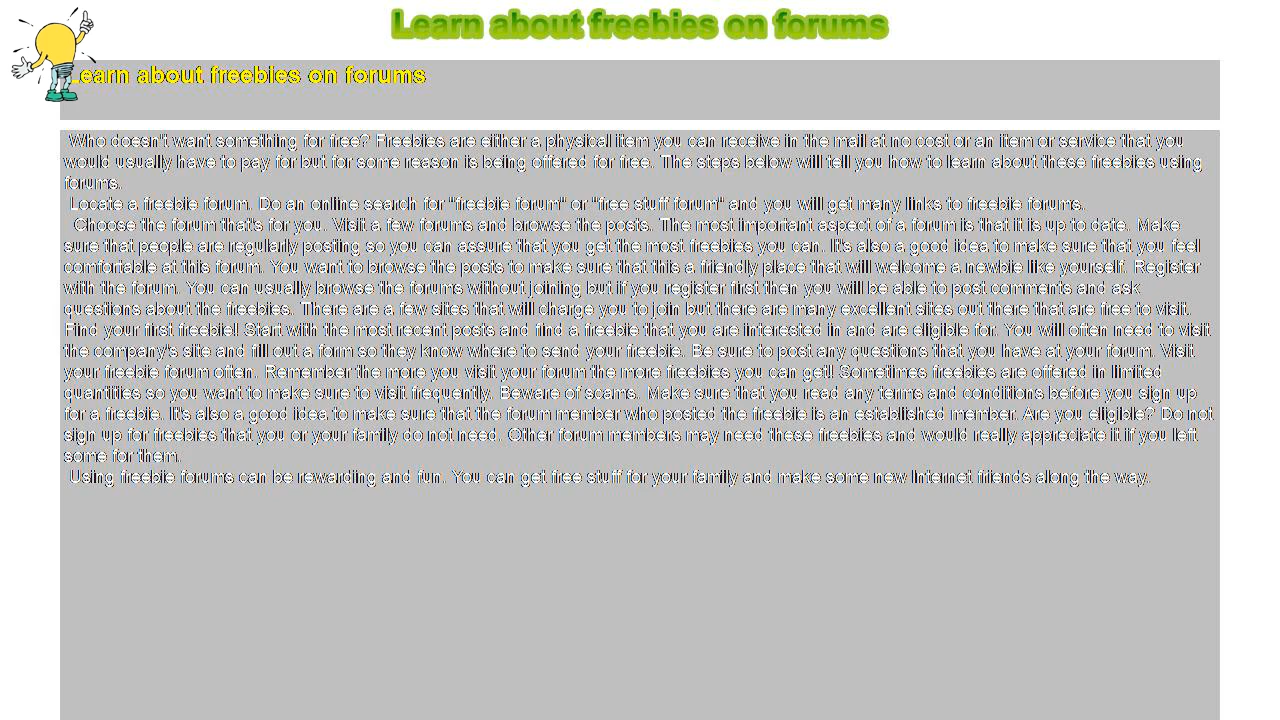 Learn about freebies on forums
Learn about freebies on forums
Who doesn't want something for free? Freebies are either a physical item you can receive in the mail at no cost or an item or service that you
would usually have to pay for but for some reason is being offered for free. The steps below will tell you how to learn about these freebies using
forums.
Locate a freebie forum. Do an online search for "freebie forum" or "free stuff forum" and you will get many links to freebie forums.
Choose the forum that's for you. Visit a few forums and browse the posts. The most important aspect of a forum is that it is up to date. Make
sure that people are regularly posting so you can assure that you get the most freebies you can. It's also a good idea to make sure that you feel
comfortable at this forum. You want to browse the posts to make sure that this a friendly place that will welcome a newbie like yourself. Register
with the forum. You can usually browse the forums without joining but if you register first then you will be able to post comments and ask
questions about the freebies. There are a few sites that will charge you to join but there are many excellent sites out there that are free to visit.
Find your first freebie! Start with the most recent posts and find a freebie that you are interested in and are eligible for. You will often need to visit
the company's site and fill out a form so they know where to send your freebie. Be sure to post any questions that you have at your forum. Visit
your freebie forum often. Remember the more you visit your forum the more freebies you can get! Sometimes freebies are offered in limited
quantities so you want to make sure to visit frequently. Beware of scams. Make sure that you read any terms and conditions before you sign up
for a freebie. It's also a good idea to make sure that the forum member who posted the freebie is an established member. Are you eligible? Do not
sign up for freebies that you or your family do not need. Other forum members may need these freebies and would really appreciate it if you left
some for them.
Using freebie forums can be rewarding and fun. You can get free stuff for your family and make some new Internet friends along the way.